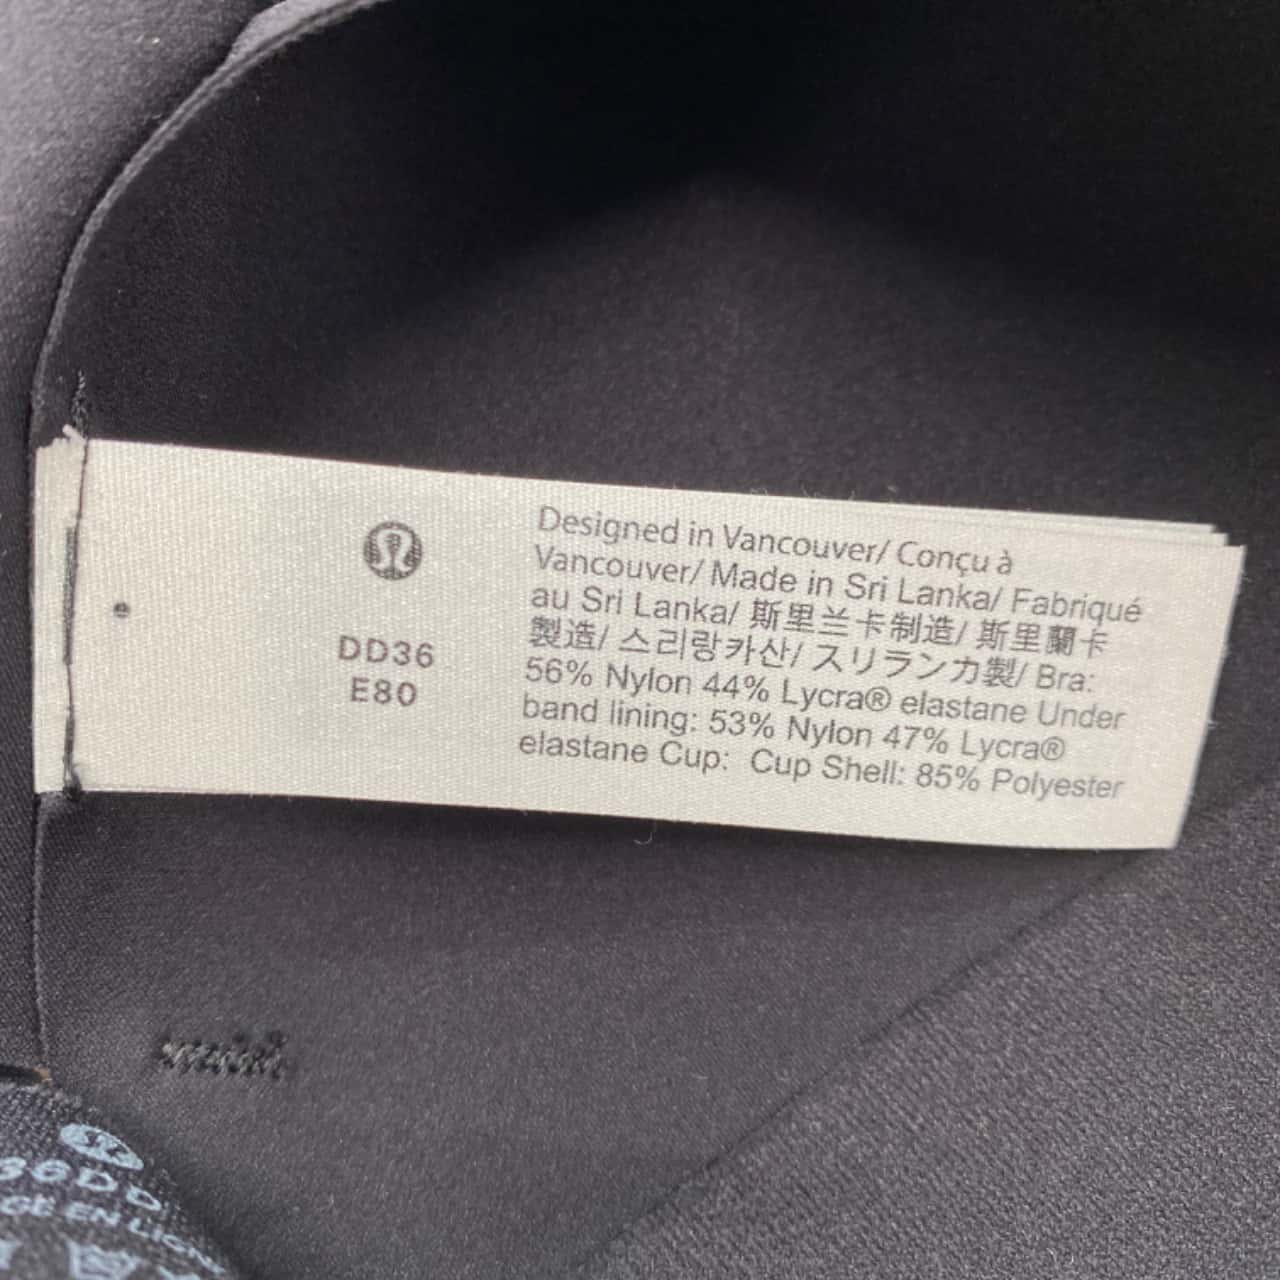 DD36
E80
Designed in Vancouver/ Conçu à
Vancouver/ Made in Sri Lanka/ Fabriqué
au Sri Lanka/ 斯里兰卡制造/ 斯里蘭卡
製造/ 스리랑카산/ スリランカ製/ Bra:
56% Nylon 44% Lycra® elastane Under
band lining: 53% Nylon 47% Lycra®
elastane Cup: Cup Shell: 85% Polyester
36DD
GE EN LIGN